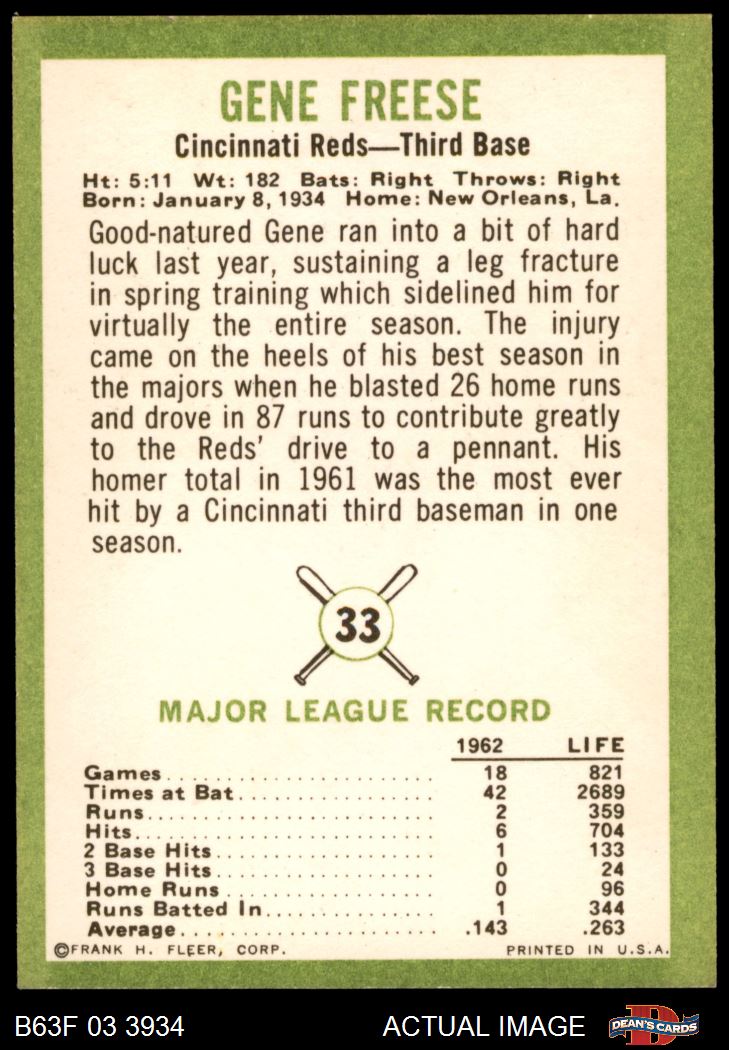 GENE FREESE
Cincinnati Reds—Third Base
Ht: 5:11 Wt: 182 Bats: Right Throws: Right
Born: January 8, 1934 Home: New Orleans, La.
Good-natured Gene ran into a bit of hard
luck last year, sustaining a leg fracture
in spring training which sidelined him for
virtually the entire season. The injury
came on the heels of his best season in
the majors when he blasted 26 home runs
and drove in 87 runs to contribute greatly
to the Reds' drive to a pennant. His
homer total in 1961 was the most ever
hit by a Cincinnati third baseman in one
season.
33
MAJOR LEAGUE RECORD
1962 LIFE
Games 18 821
Times at Bat 42 2689
Runs 2 359
Hits 6 704
2 Base Hits 1 133
3 Base Hits 0 24
Home Runs 0 96
Runs Batted In 1 344
Average .143 .263
©FRANK H. FLEER, CORP. PRINTED IN U.S.A.
B63F 03 3934 ACTUAL IMAGE D DEAN'S CARDS